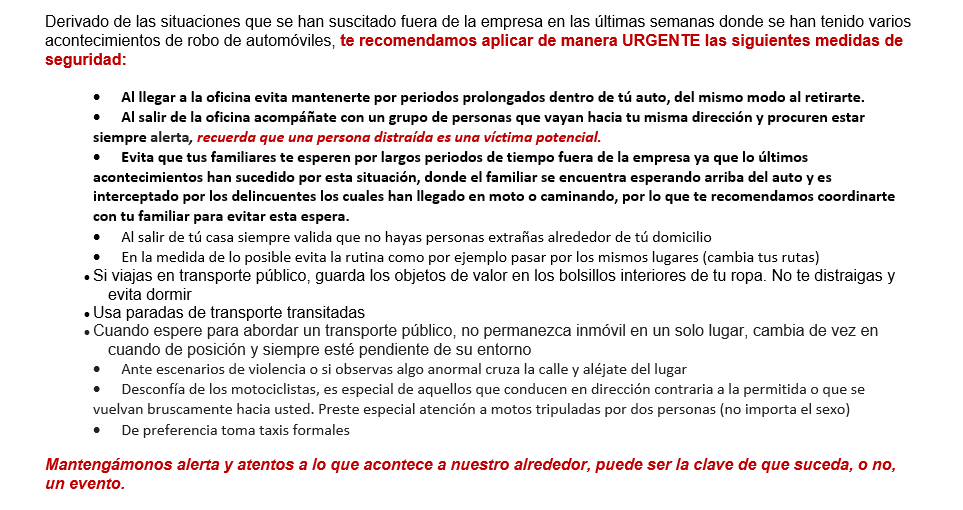 Derivado de las situaciones que se han suscitado fuera de la empresa en las últimas semanas donde se han tenido varios
acontecimientos de robo de automóviles, te recomendamos aplicar de manera URGENTE las siguientes medidas de
seguridad:
• Al llegar a la oficina evita mantenerte por periodos prolongados dentro de tú auto, del mismo modo al retirarte.
• Al salir de la oficina acompáñate con un grupo de personas que vayan hacia tu misma dirección y procuren estar
siempre alerta, recuerda que una persona distraída es una víctima potencial.
• Evita que tus familiares te esperen por largos periodos de tiempo fuera de la empresa ya que lo últimos
acontecimientos han sucedido por esta situación, donde el familiar se encuentra esperando arriba del auto y es
interceptado por los delincuentes los cuales han llegado en moto o caminando, por lo que te recomendamos coordinarte
con tu familiar para evitar esta espera.
• Al salir de tú casa siempre valida que no hayas personas extrañas alrededor de tú domicilio
• En la medida de lo posible evita la rutina como por ejemplo pasar por los mismos lugares (cambia tus rutas)
• Si viajas en transporte público, guarda los objetos de valor en los bolsillos interiores de tu ropa. No te distraigas y
evita dormir
• Usa paradas de transporte transitadas
• Cuando espere para abordar un transporte público, no permanezca inmóvil en un solo lugar, cambia de vez en
cuando de posición y siempre esté pendiente de su entorno
• Ante escenarios de violencia o si observas algo anormal cruza la calle y aléjate del lugar
• Desconfía de los motociclistas, es especial de aquellos que conducen en dirección contraria a la permitida o que se
vuelvan bruscamente hacia usted. Preste especial atención a motos tripuladas por dos personas (no importa el sexo)
• De preferencia toma taxis formales
Mantengámonos alerta y atentos a lo que acontece a nuestro alrededor, puede ser la clave de que suceda, o no,
un evento.